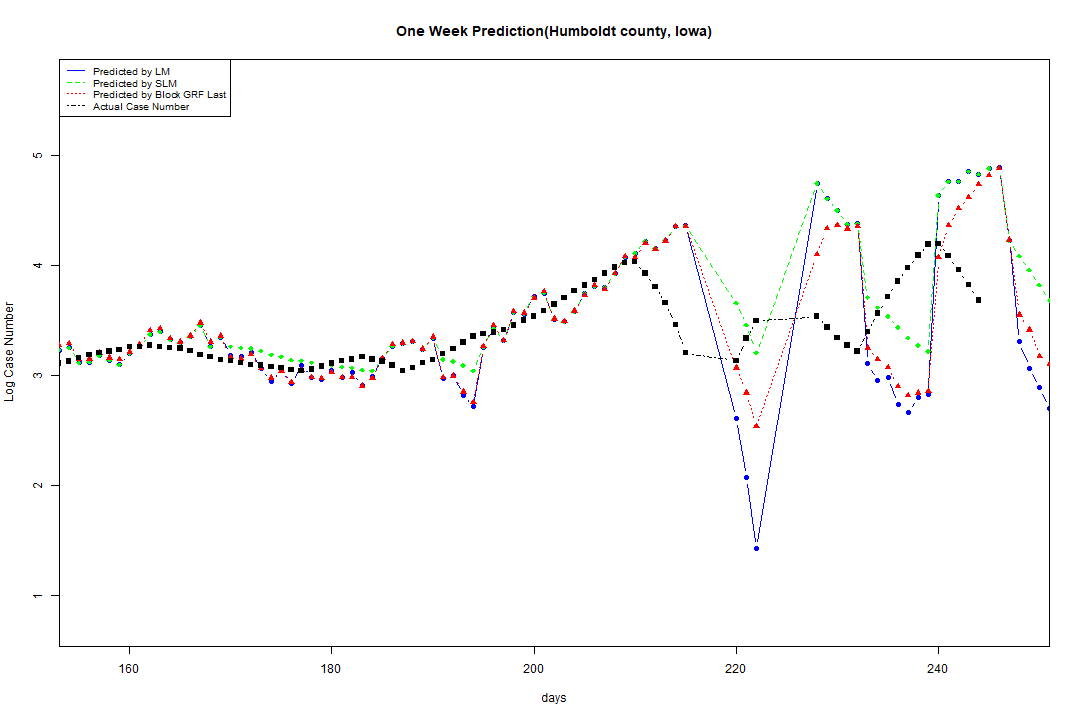 One Week Prediction(Humboldt county, Iowa)
Predicted by LM
Predicted by SLM
Predicted by Block GRF Last
Actual Case Number
Log Case Number
5
4
3
2
1
160 180 200 220 240
days